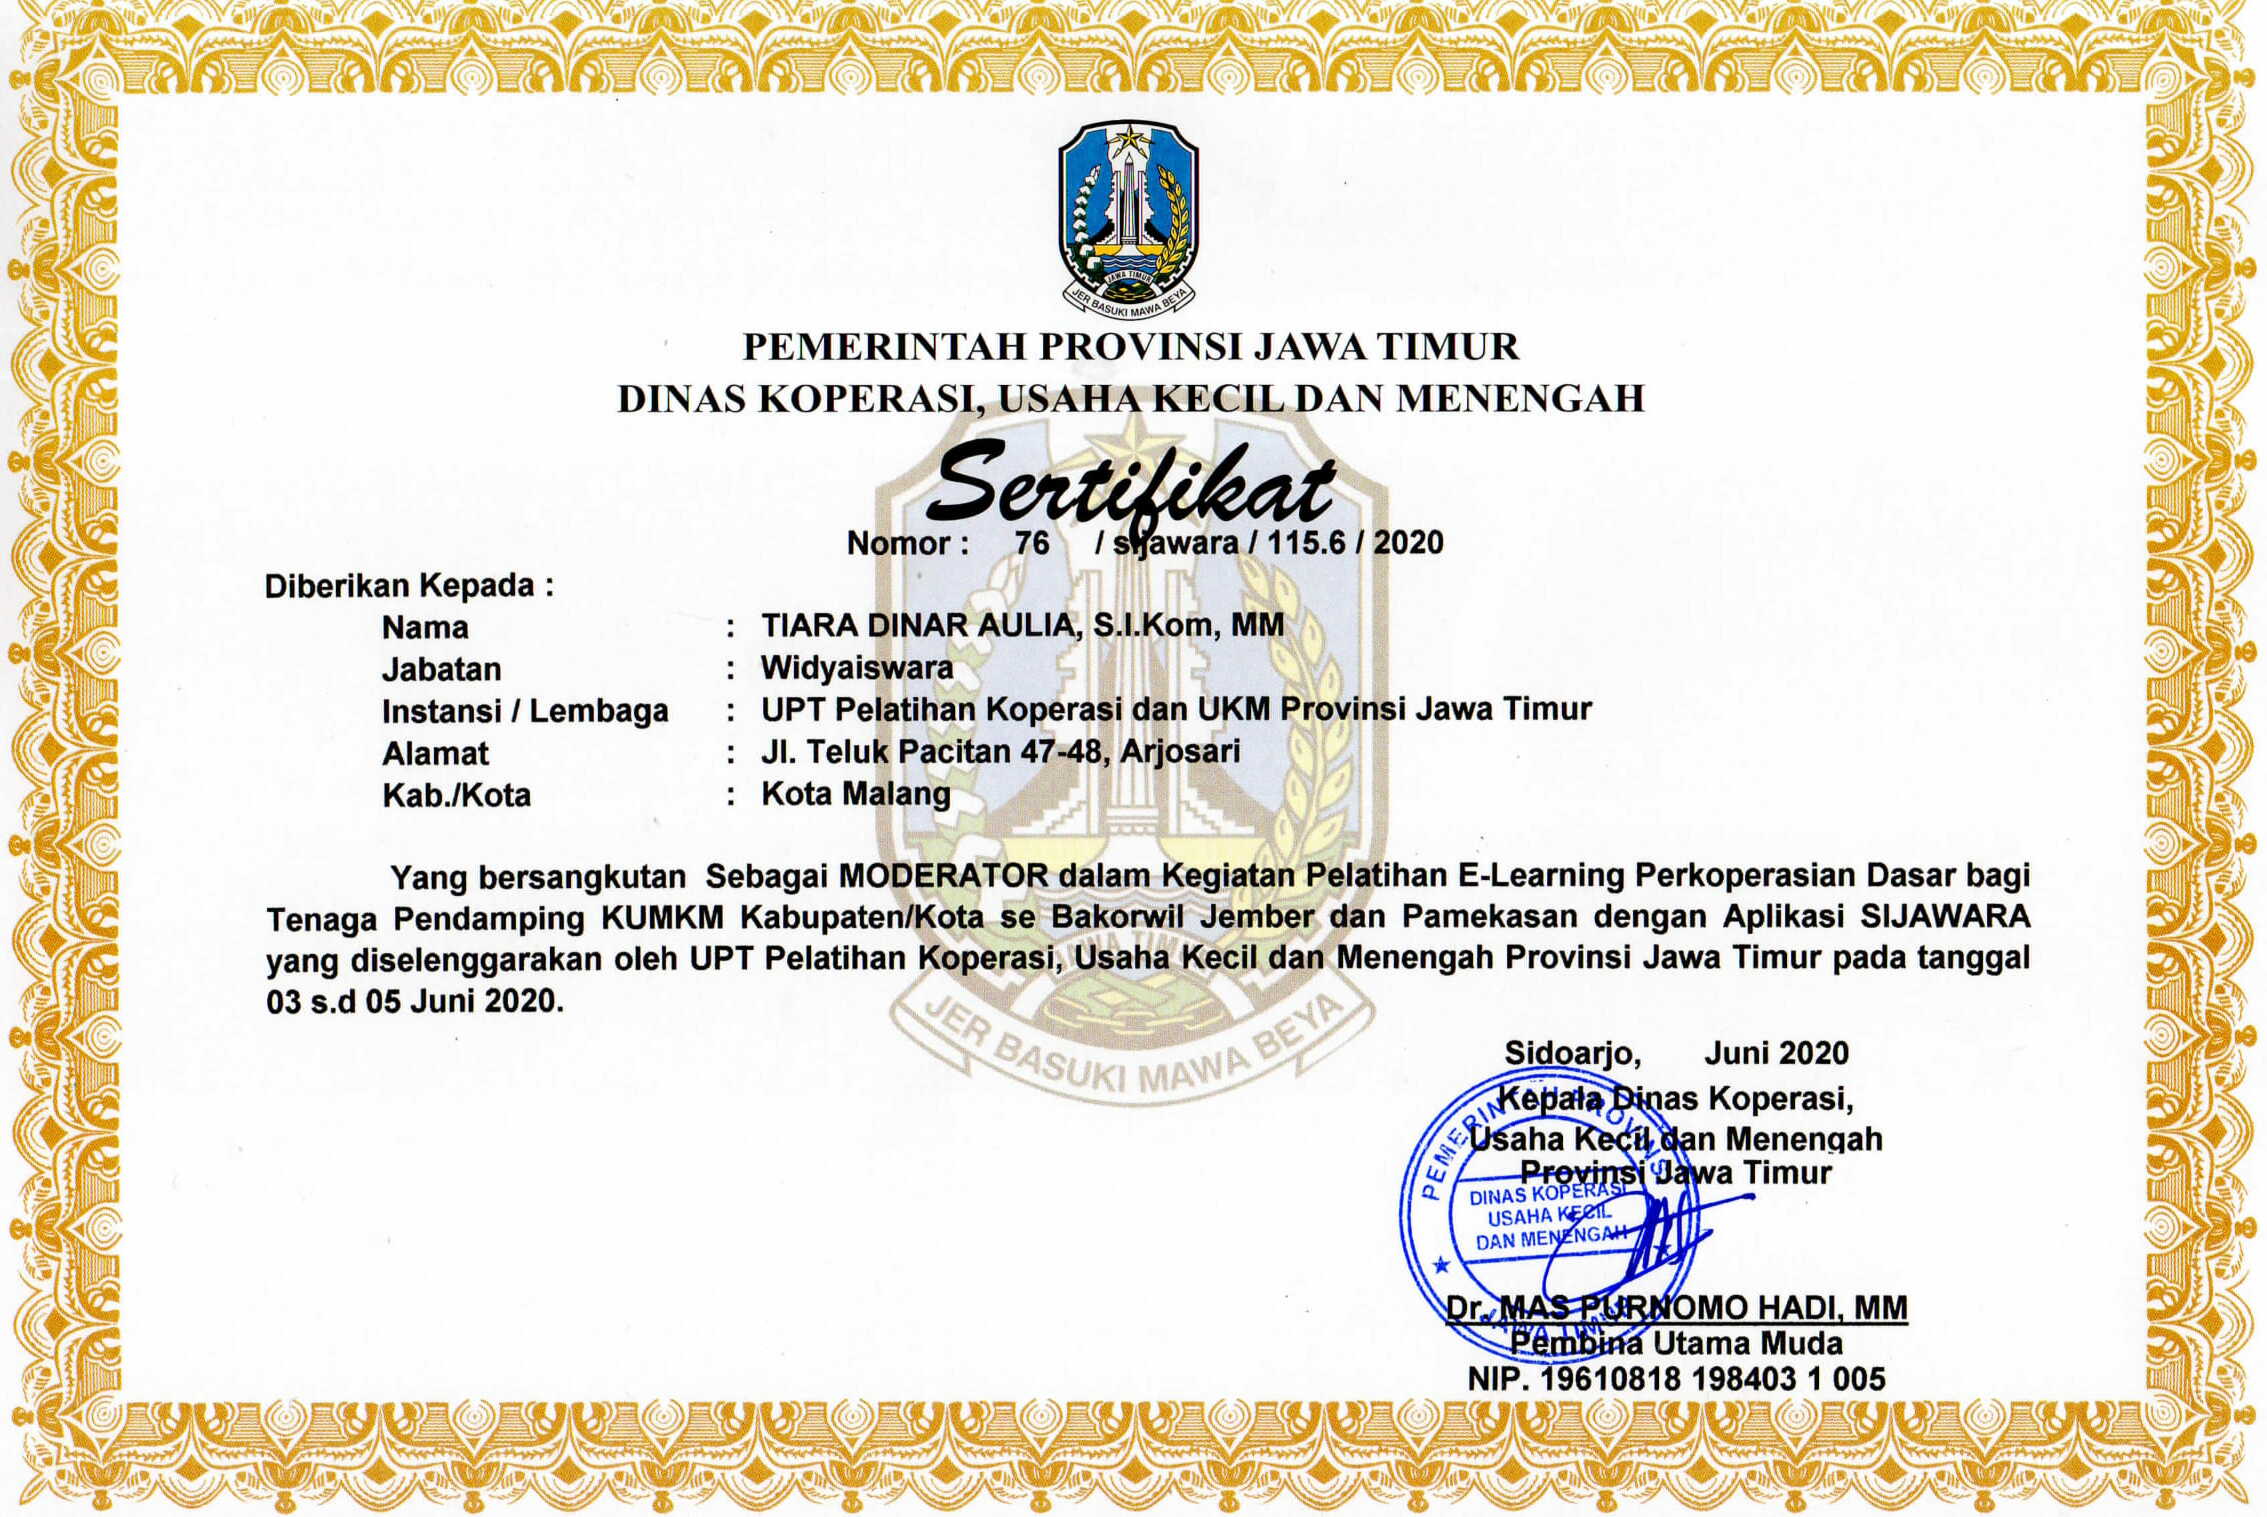 JAWA TIMUR
JER BASUKI MAWA BEYA
PEMERINTAH PROVINSI JAWA TIMUR
DINAS KOPERASI, USAHA KECIL DAN MENENGAH
Sertifikat
Nomor : 76 / sijawara / 115.6 / 2020
Diberikan Kepada :
Nama : TIARA DINAR AULIA, S.I.Kom, MM
Jabatan : Widyaiswara
Instansi / Lembaga : UPT Pelatihan Koperasi dan UKM Provinsi Jawa Timur
Alamat : Jl. Teluk Pacitan 47-48, Arjosari
Kab./Kota : Kota Malang
Yang bersangkutan Sebagai MODERATOR dalam Kegiatan Pelatihan E-Learning Perkoperasian Dasar bagi
Tenaga Pendamping KUMKM Kabupaten/Kota se Bakorwil Jember dan Pamekasan dengan Aplikasi SIJAWARA
yang diselenggarakan oleh UPT Pelatihan Koperasi, Usaha Kecil dan Menengah Provinsi Jawa Timur pada tanggal
03 s.d 05 Juni 2020.
JAWA TIMUR
JER BASUKI MAWA BEYA
Sidoarjo, Juni 2020
Kepala Dinas Koperasi,
Usaha Kecil dan Menengah
Provinsi Jawa Timur
PEMERINTAH PROVINSI
DINAS KOPERASI
USAHA KECIL
DAN MENENGAH
JAWA TIMUR
Dr. MAS PURNOMO HADI, MM
Pembina Utama Muda
NIP. 19610818 198403 1 005